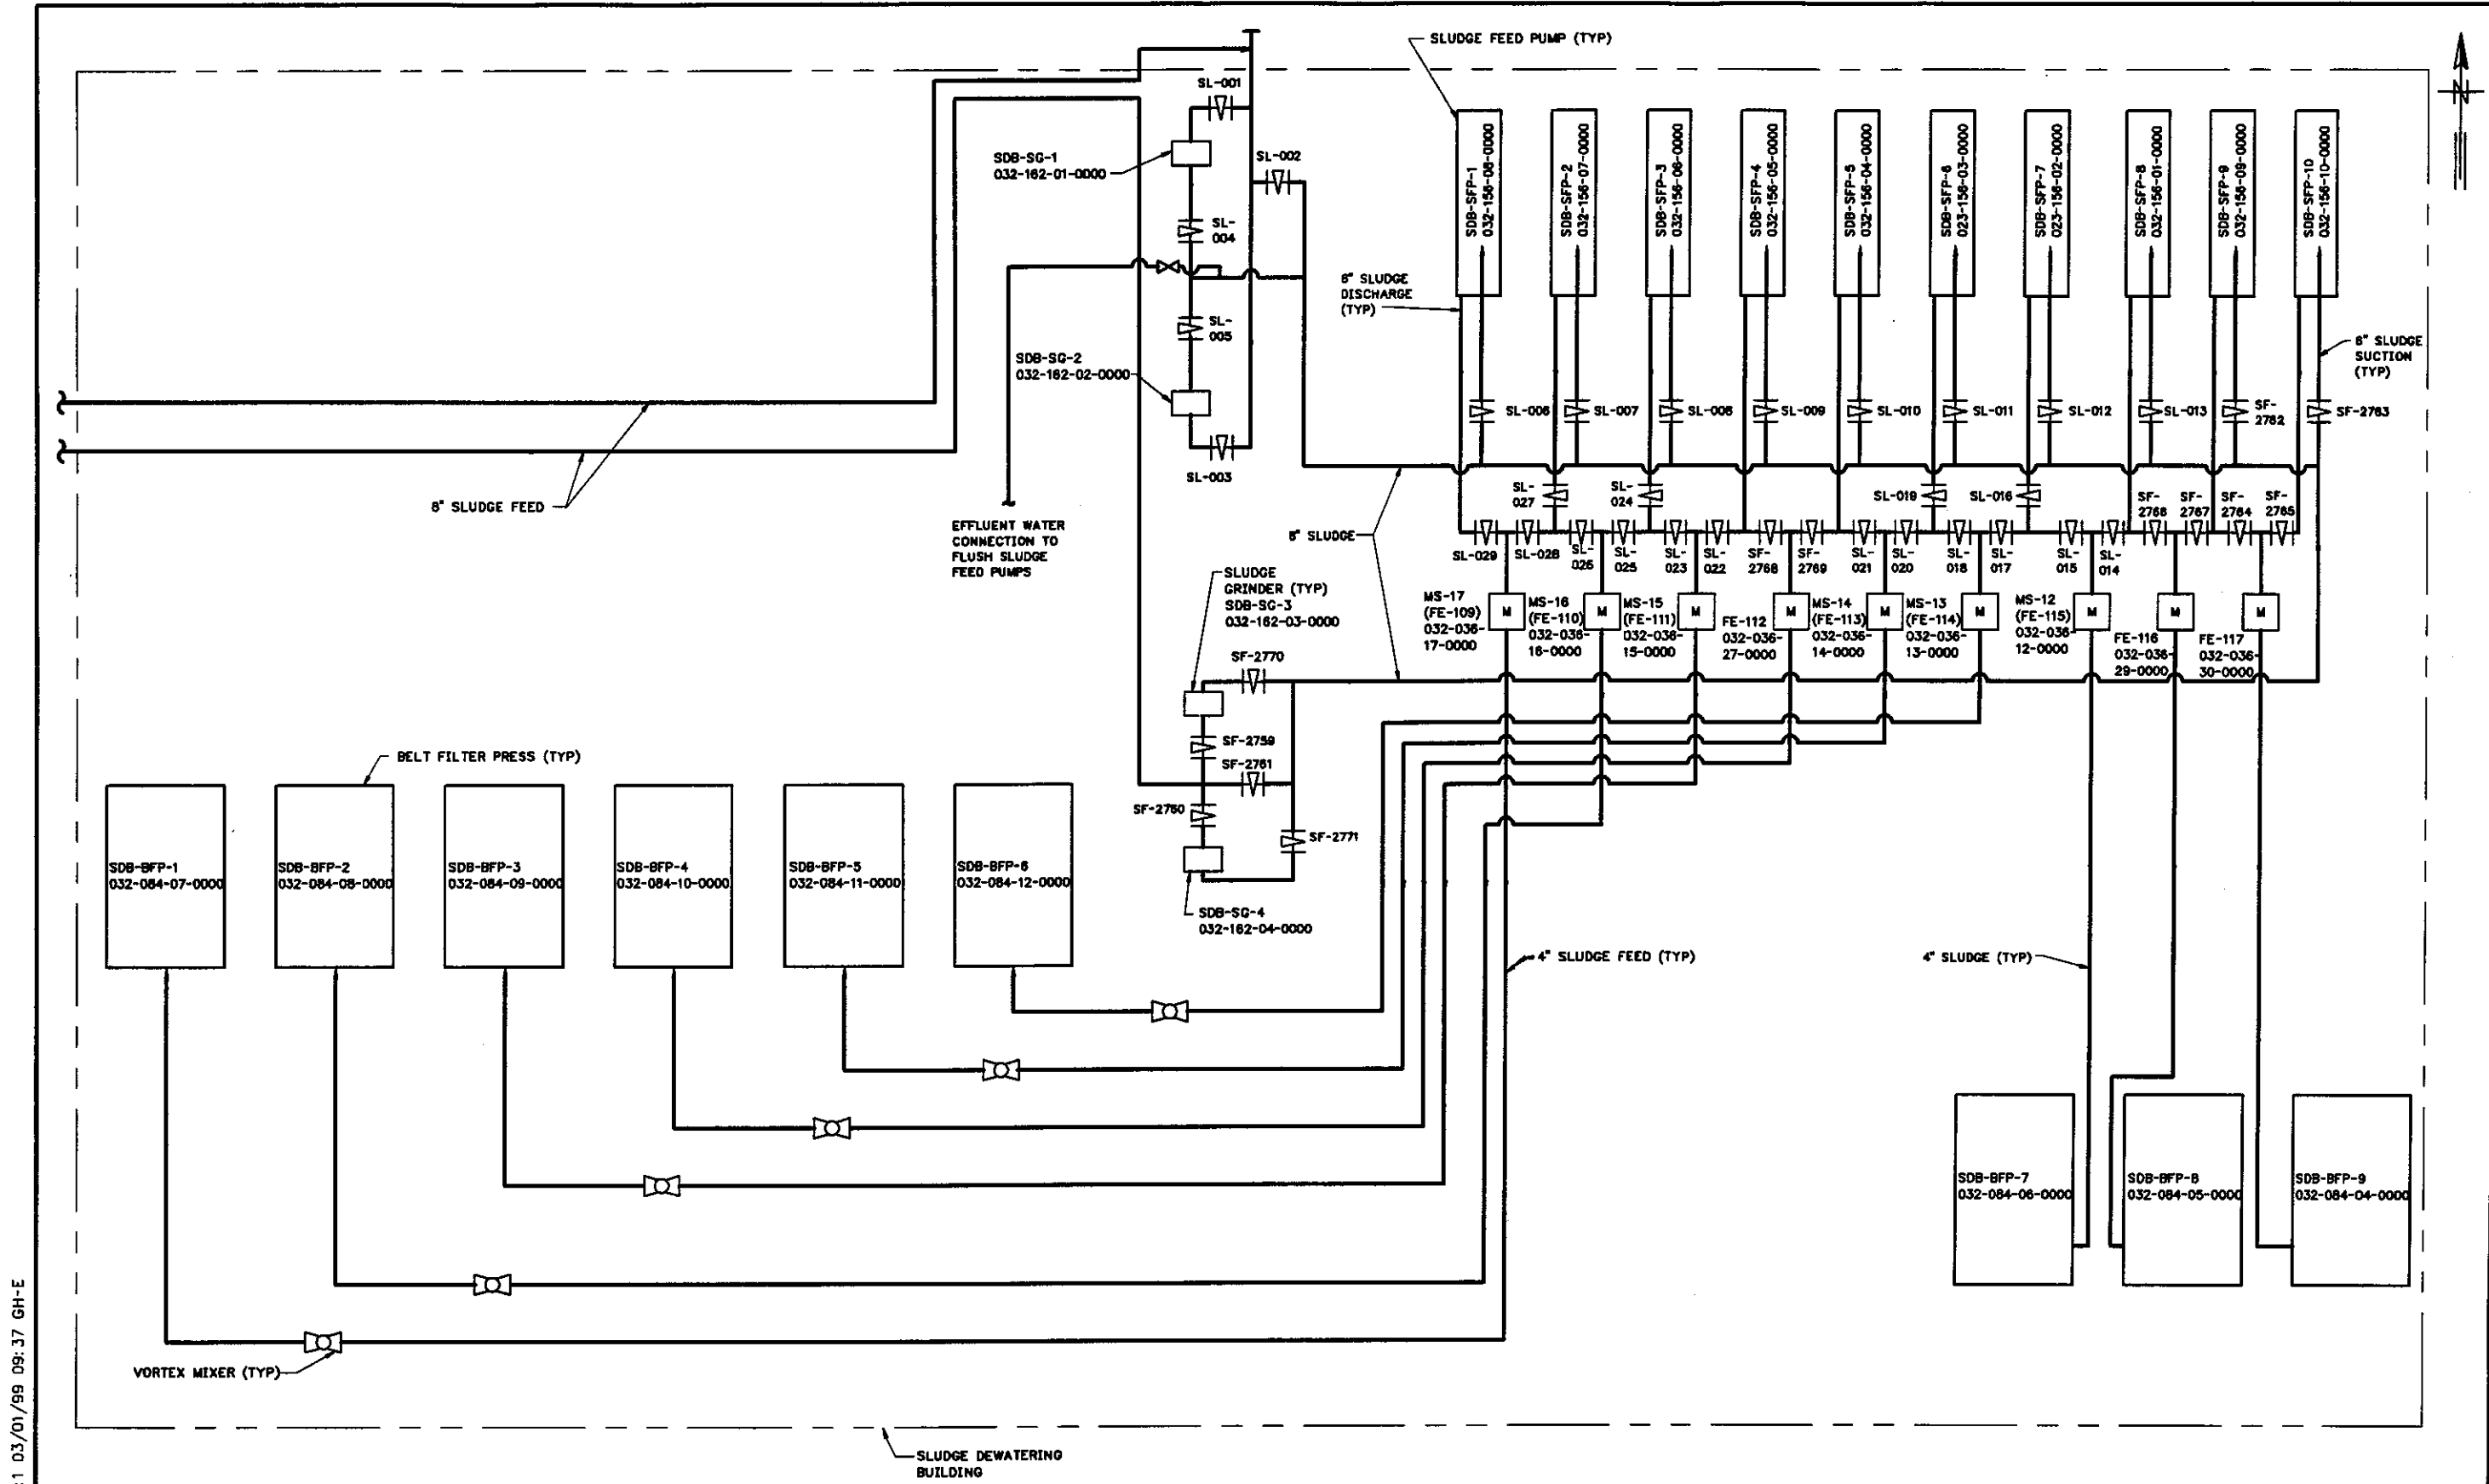 SLUDGE FEED PUMP (TYP)
N
SL-001
SDB-SG-1
032-162-01-0000
SL-002
SL-
004
SL-
005
SDB-SG-2
032-162-02-0000
SL-003
8" SLUDGE FEED
EFFLUENT WATER
CONNECTION TO
FLUSH SLUDGE
FEED PUMPS
SDB-SFP-1
032-156-08-0000
SDB-SFP-2
032-156-07-0000
SDB-SFP-3
032-156-06-0000
SDB-SFP-4
032-156-05-0000
SDB-SFP-5
032-156-04-0000
SDB-SFP-6
023-156-03-0000
SDB-SFP-7
023-156-02-0000
SDB-SFP-8
032-156-01-0000
SDB-SFP-9
032-156-09-0000
SDB-SFP-10
032-156-10-0000
6" SLUDGE
DISCHARGE
(TYP)
6" SLUDGE
SUCTION
(TYP)
SL-006
SL-007
SL-008
SL-009
SL-010
SL-011
SL-012
SL-013
SF-
2762
SF-2763
SL-
027
SL-
024
SL-019
SL-016
SF-
2766
SF-
2767
SF-
2764
SF-
2765
8" SLUDGE
SL-029
SL-028
SL-
026
SL-
025
SL-
023
SL-
022
SF-
2768
SF-
2769
SL-
021
SL-
020
SL-
018
SL-
017
SL-
015
SL-
014
SLUDGE
GRINDER (TYP)
SDB-SG-3
032-162-03-0000
MS-17
(FE-109)
032-036-
17-0000
M
MS-16
(FE-110)
032-036-
16-0000
M
MS-15
(FE-111)
032-036-
15-0000
M
FE-112
032-036-
27-0000
M
MS-14
(FE-113)
032-036-
14-0000
M
MS-13
(FE-114)
032-036-
13-0000
M
MS-12
(FE-115)
032-036-
12-0000
M
FE-116
032-036-
29-0000
M
FE-117
032-036-
30-0000
M
SF-2770
SF-2759
SF-2761
SF-2760
SF-2771
SDB-SG-4
032-162-04-0000
BELT FILTER PRESS (TYP)
SDB-BFP-1
032-084-07-0000
SDB-BFP-2
032-084-08-0000
SDB-BFP-3
032-084-09-0000
SDB-BFP-4
032-084-10-0000
SDB-BFP-5
032-084-11-0000
SDB-BFP-6
032-084-12-0000
4" SLUDGE FEED (TYP)
4" SLUDGE (TYP)
SDB-BFP-7
032-084-06-0000
SDB-BFP-8
032-084-05-0000
SDB-BFP-9
032-084-04-0000
VORTEX MIXER (TYP)
SLUDGE DEWATERING
BUILDING
03/01/99 09:37 GH-E